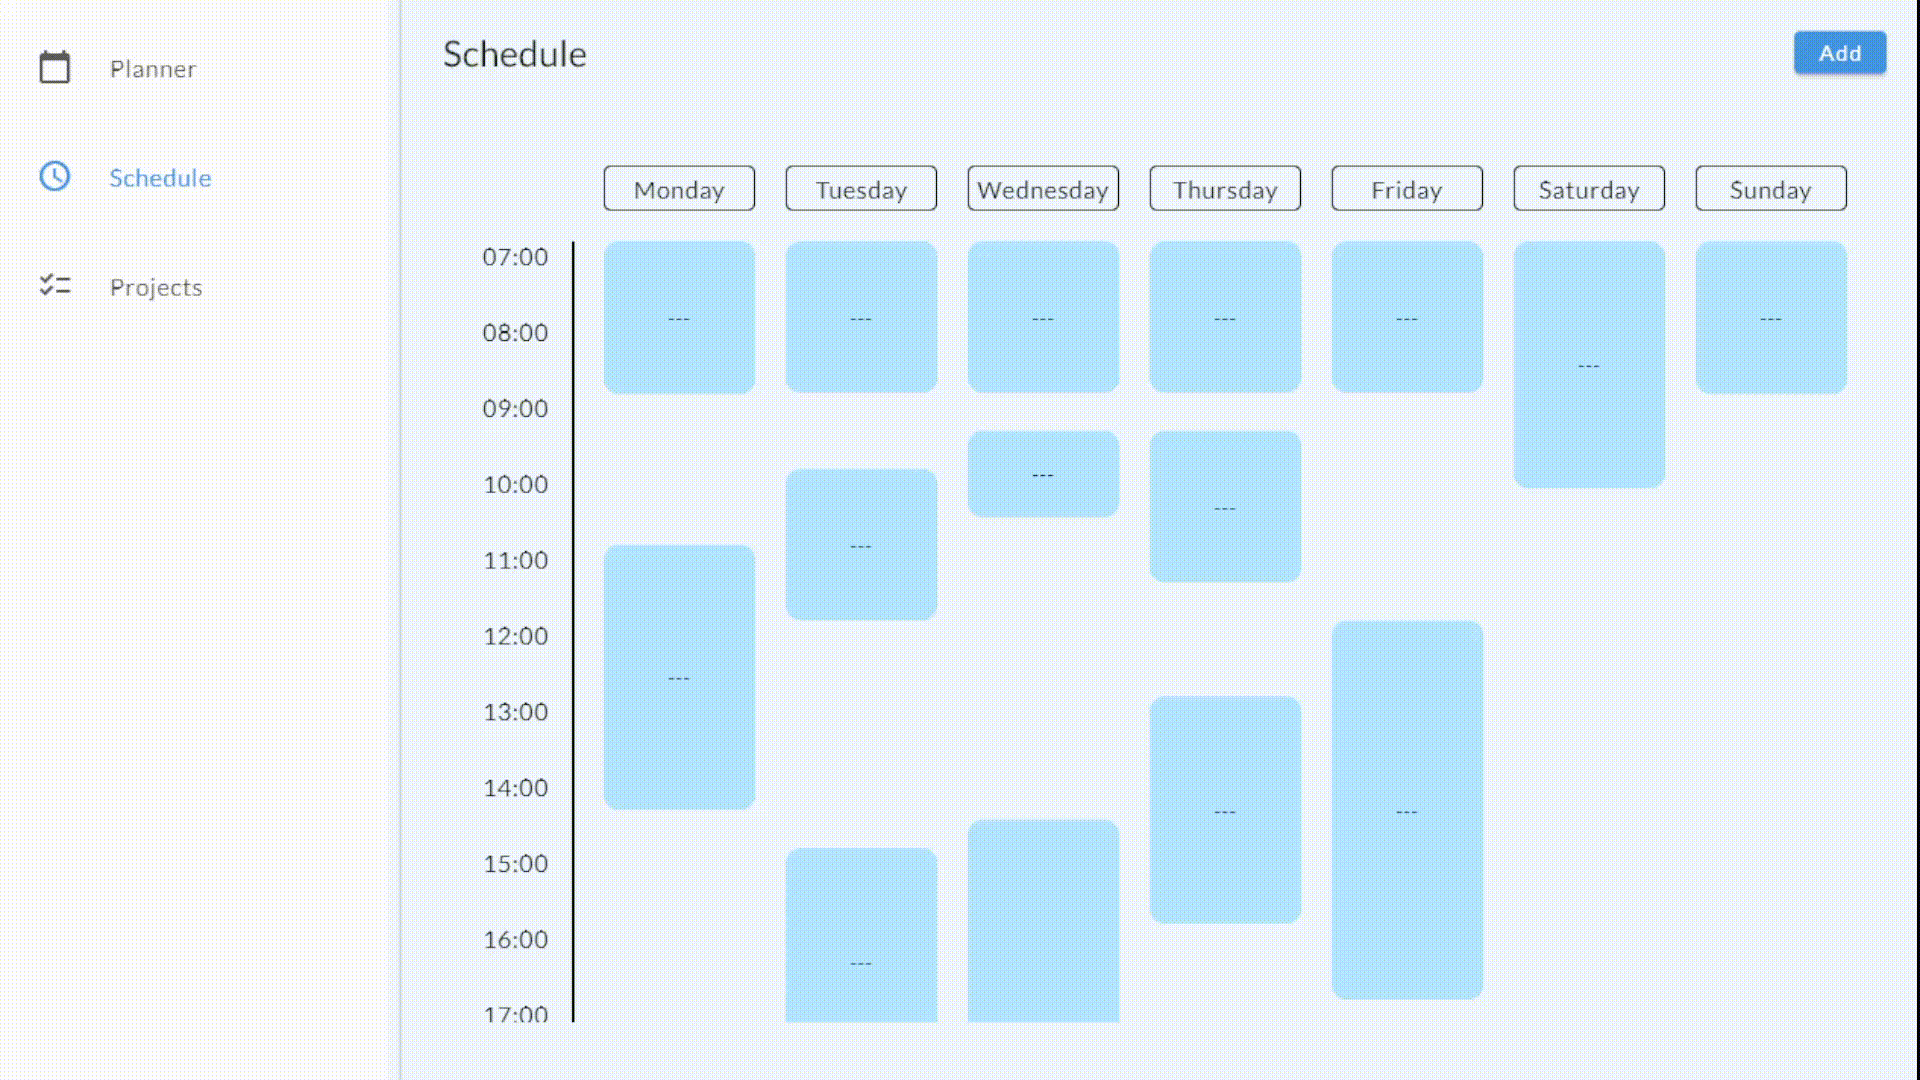 Planner
Schedule
Projects
Schedule
Add
Monday Tuesday Wednesday Thursday Friday Saturday Sunday
07:00
--- --- --- --- --- ---
08:00
---
09:00
---
10:00
---
---
11:00
12:00
---
13:00
14:00
--- ---
15:00
16:00
---
17:00